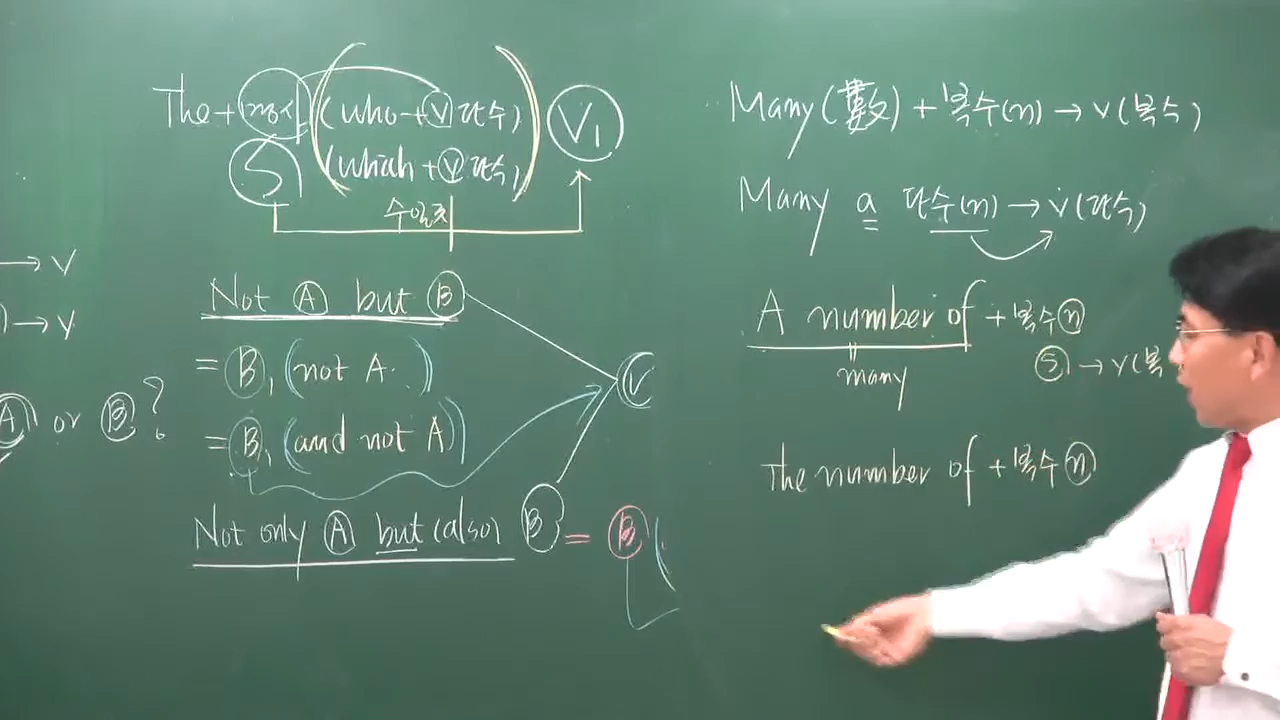 The + 명사 (who + V 단수) V₁
S (which + V 단수)
수일치
→ V
→ V
A or B?
Not A but B
= B, (not A.)
= B, (and not A)
V
Not only A but (also) B = B (
Many(數) + 복수(n) → v(복수)
Many a 단수(n) → v(단수)
A number of + 복수 n
many
S → v(복
The number of + 복수 n